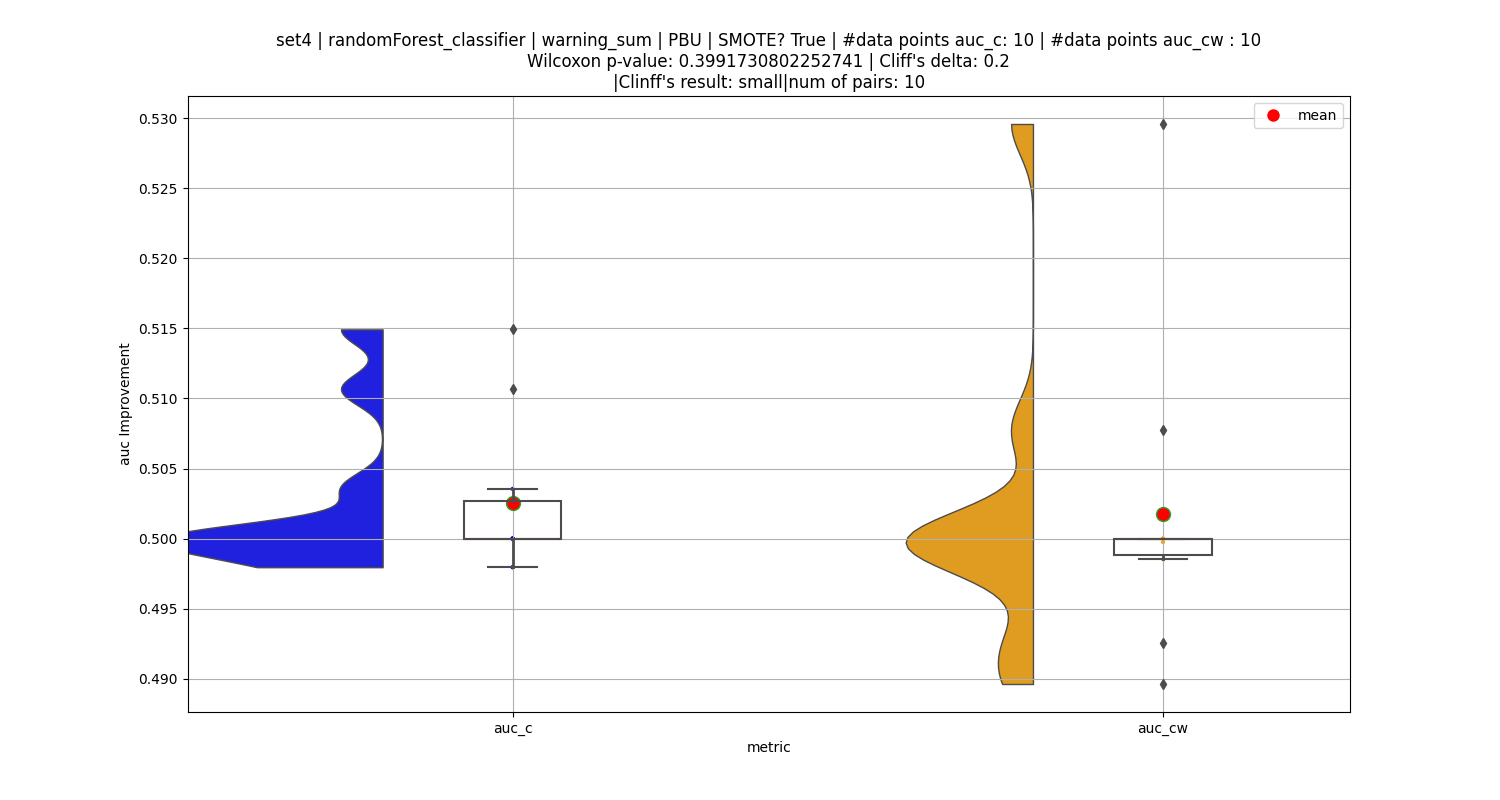 set4 | randomForest_classifier | warning_sum | PBU | SMOTE? True | #data points auc_c: 10 | #data points auc_cw : 10
Wilcoxon p-value: 0.3991730802252741 | Cliff's delta: 0.2
|Clinff's result: small|num of pairs: 10
mean
0.530
0.525
0.520
0.515
0.510
0.505
0.500
0.495
0.490
auc Improvement
auc_c
auc_cw
metric